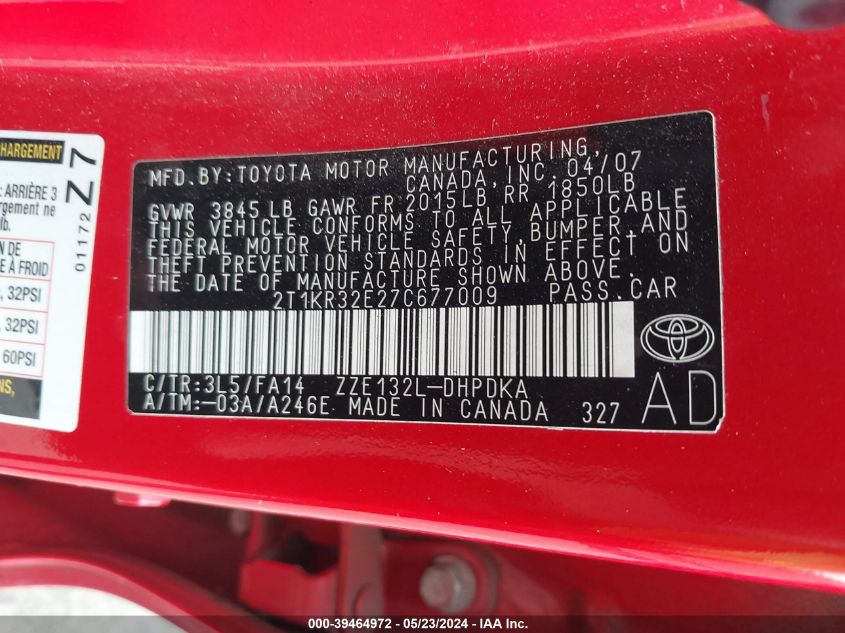 CHARGEMENT
: ARRIÈRE 3
argement ne
lb.
N DE
E À FROID
, 32PSI
, 32PSI
60PSI
01172 Z 7
MFD. BY: TOYOTA MOTOR MANUFACTURING,
CANADA, INC. 04/07
GVWR 3845 LB GAWR FR 2015LB RR 1850LB
THIS VEHICLE CONFORMS TO ALL APPLICABLE
FEDERAL MOTOR VEHICLE SAFETY, BUMPER, AND
THEFT PREVENTION STANDARDS IN EFFECT ON
THE DATE OF MANUFACTURE SHOWN ABOVE.
2T1KR32E27C677009 PASS. CAR
C/TR: 3L5/FA14 ZZE132L-DHPDKA
A/TM: -03A/A246E MADE IN CANADA 327 AD
000-39464972 — 05/23/2024 — IAA Inc.